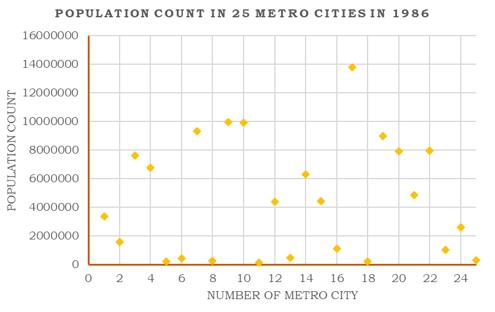 POPULATION COUNT IN 25 METRO CITIES IN 1986
16000000
14000000
12000000
10000000
8000000
6000000
4000000
2000000
0
POPULATION COUNT
0 2 4 6 8 10 12 14 16 18 20 22 24
NUMBER OF METRO CITY